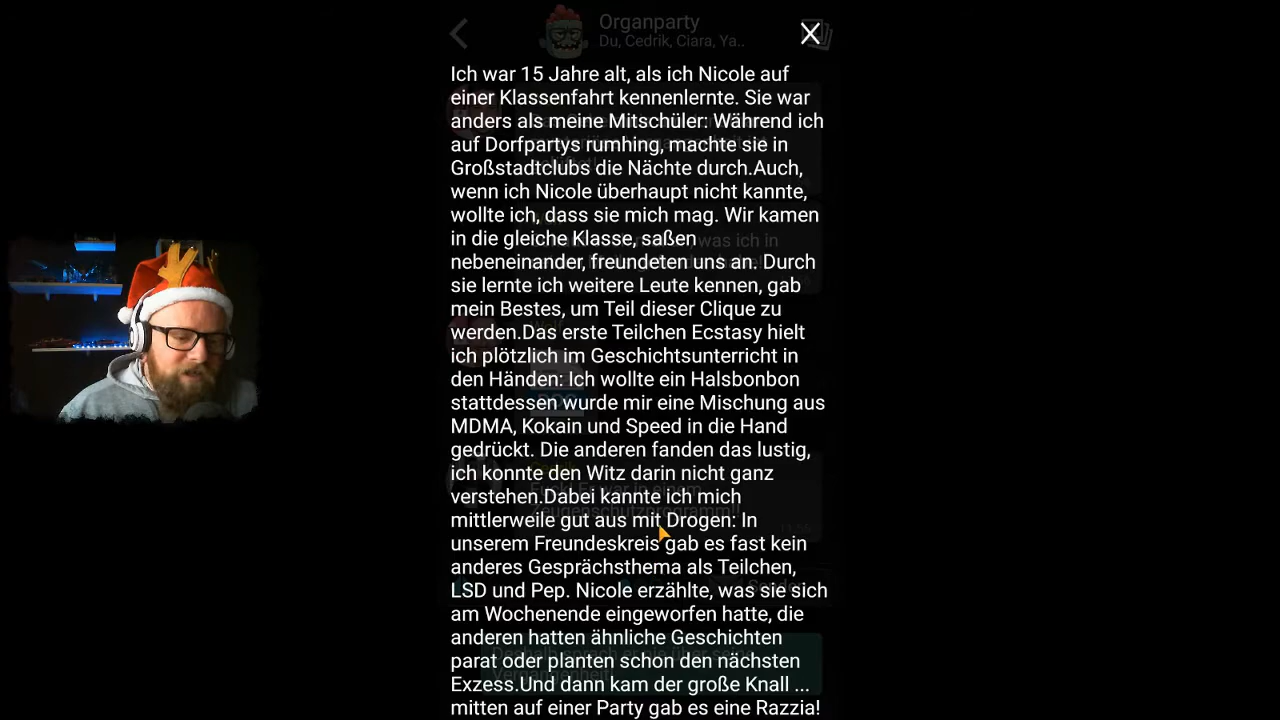 Organparty
Du, Cedrik, Ciara, Ya..
Ich war 15 Jahre alt, als ich Nicole auf
einer Klassenfahrt kennenlernte. Sie war
anders als meine Mitschüler: Während ich
auf Dorfpartys rumhing, machte sie in
Großstadtclubs die Nächte durch.Auch,
wenn ich Nicole überhaupt nicht kannte,
wollte ich, dass sie mich mag. Wir kamen
in die gleiche Klasse, saßen
nebeneinander, freundeten uns an. Durch
sie lernte ich weitere Leute kennen, gab
mein Bestes, um Teil dieser Clique zu
werden.Das erste Teilchen Ecstasy hielt
ich plötzlich im Geschichtsunterricht in
den Händen: Ich wollte ein Halsbonbon
stattdessen wurde mir eine Mischung aus
MDMA, Kokain und Speed in die Hand
gedrückt. Die anderen fanden das lustig,
ich konnte den Witz darin nicht ganz
verstehen.Dabei kannte ich mich
mittlerweile gut aus mit Drogen: In
unserem Freundeskreis gab es fast kein
anderes Gesprächsthema als Teilchen,
LSD und Pep. Nicole erzählte, was sie sich
am Wochenende eingeworfen hatte, die
anderen hatten ähnliche Geschichten
parat oder planten schon den nächsten
Exzess.Und dann kam der große Knall ...
mitten auf einer Party gab es eine Razzia!